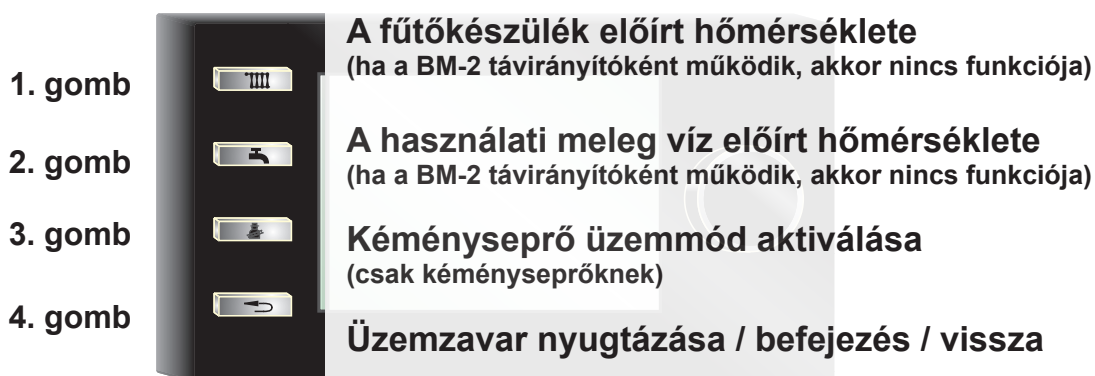 A fűtőkészülék előírt hőmérséklete
1. gomb
(ha a BM-2 távirányítóként működik, akkor nincs funkciója)
2. gomb
A használati meleg víz előírt hőmérséklete
(ha a BM-2 távirányítóként működik, akkor nincs funkciója)
3. gomb
Kéményseprő üzemmód aktiválása
(csak kéményseprőknek)
4. gomb
Üzemzavar nyugtázása / befejezés / vissza